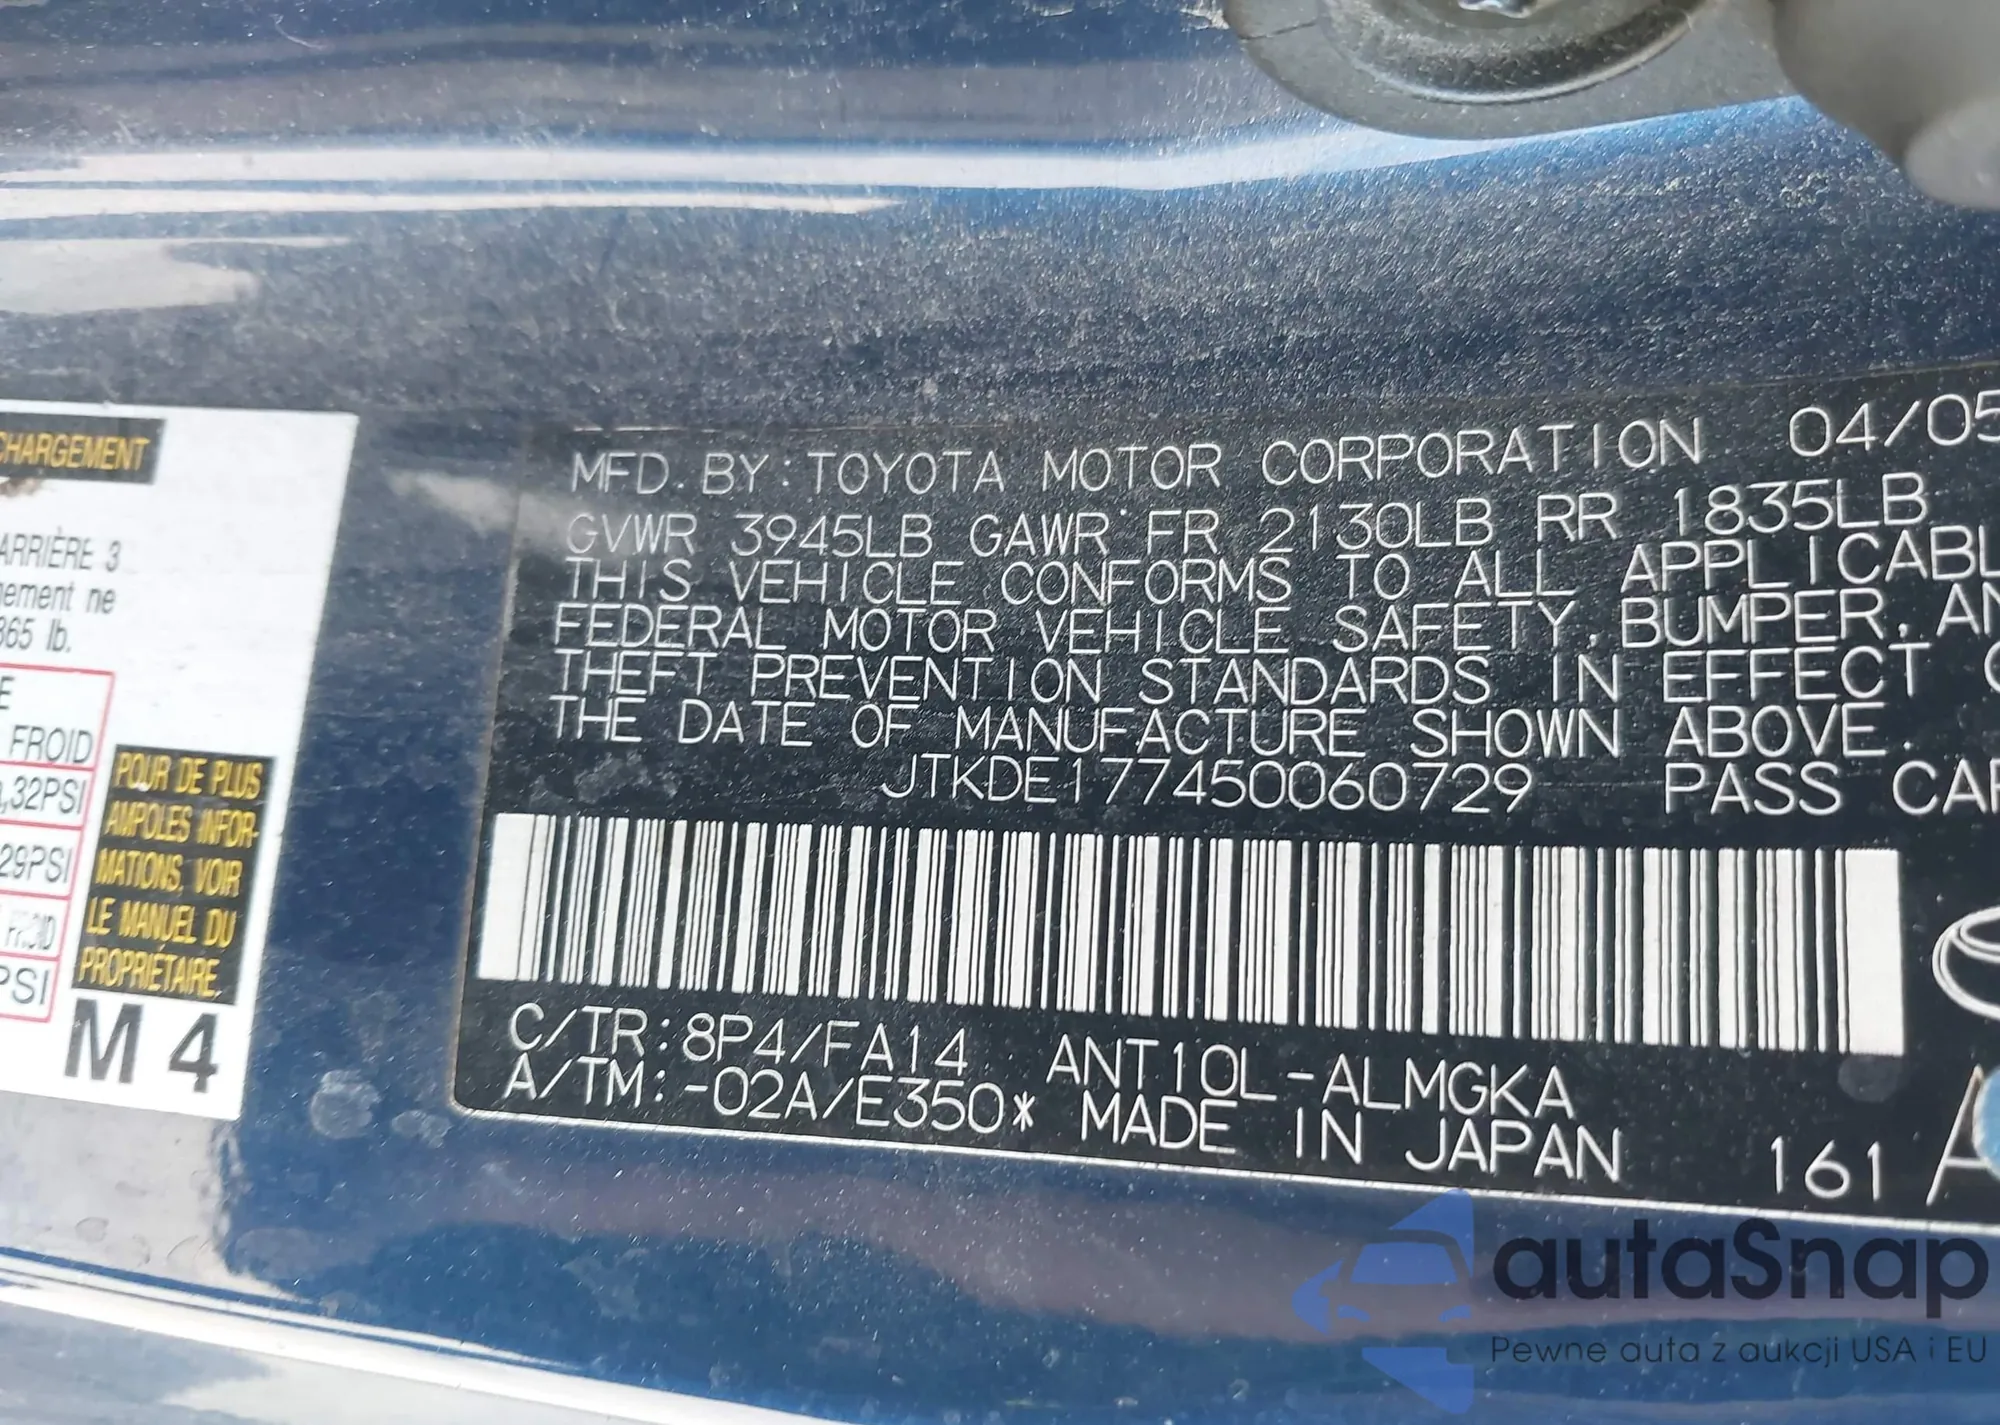 CHARGEMENT
ARRIÈRE 3
gement ne
365 lb.
E
FROID
,32PSI
29PSI
FROID
PSI
POUR DE PLUS
AMPOLES INFOR-
MATIONS, VOIR
LE MANUEL DU
PROPRIÉTAIRE.
M 4
MFD. BY: TOYOTA MOTOR CORPORATION 04/05
GVWR 3945LB GAWR FR 2130LB RR 1835LB
THIS VEHICLE CONFORMS TO ALL APPLICABL
FEDERAL MOTOR VEHICLE SAFETY, BUMPER, AN
THEFT PREVENTION STANDARDS IN EFFECT O
THE DATE OF MANUFACTURE SHOWN ABOVE.
JTKDE177450060729 PASS CAR
C/TR: 8P4/FA14 ANT10L-ALMGKA
A/TM: -02A/E350* MADE IN JAPAN 161 A
autaSnap
Pewne auta z aukcji USA i EU